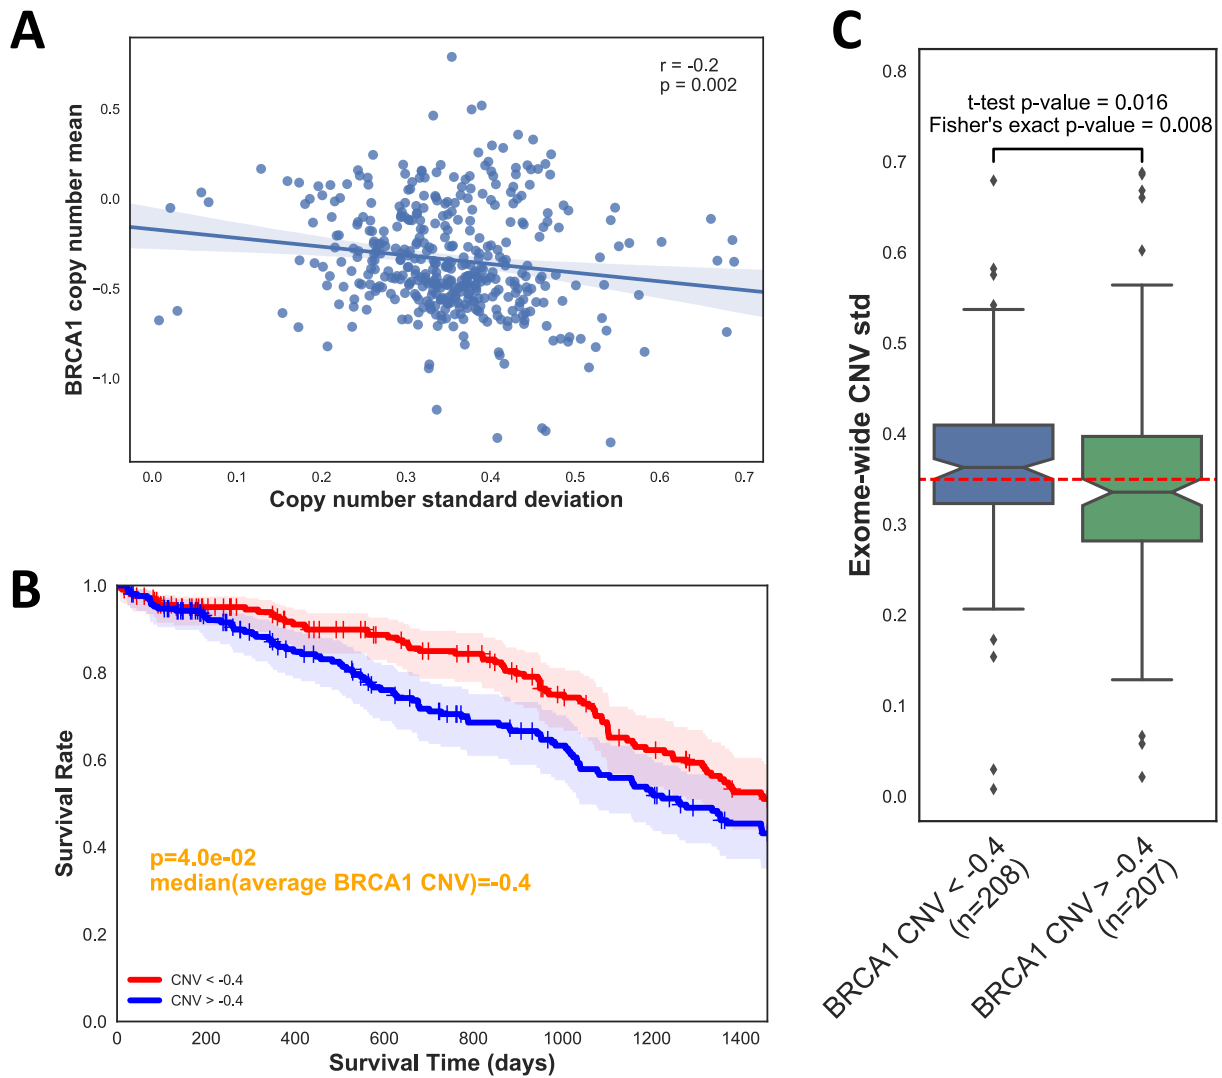 A
r = -0.2
p = 0.002
BRCA1 copy number mean
0.5
0.0
−0.5
−1.0
0.0 0.1 0.2 0.3 0.4 0.5 0.6 0.7
Copy number standard deviation
B
Survival Rate
1.0
0.8
0.6
0.4
0.2
0.0
p=4.0e-02
median(average BRCA1 CNV)=-0.4
CNV < -0.4
CNV > -0.4
0 200 400 600 800 1000 1200 1400
Survival Time (days)
C
t-test p-value = 0.016
Fisher's exact p-value = 0.008
Exome-wide CNV std
0.8
0.7
0.6
0.5
0.4
0.3
0.2
0.1
0.0
BRCA1 CNV < -0.4
(n=208)
BRCA1 CNV > -0.4
(n=207)